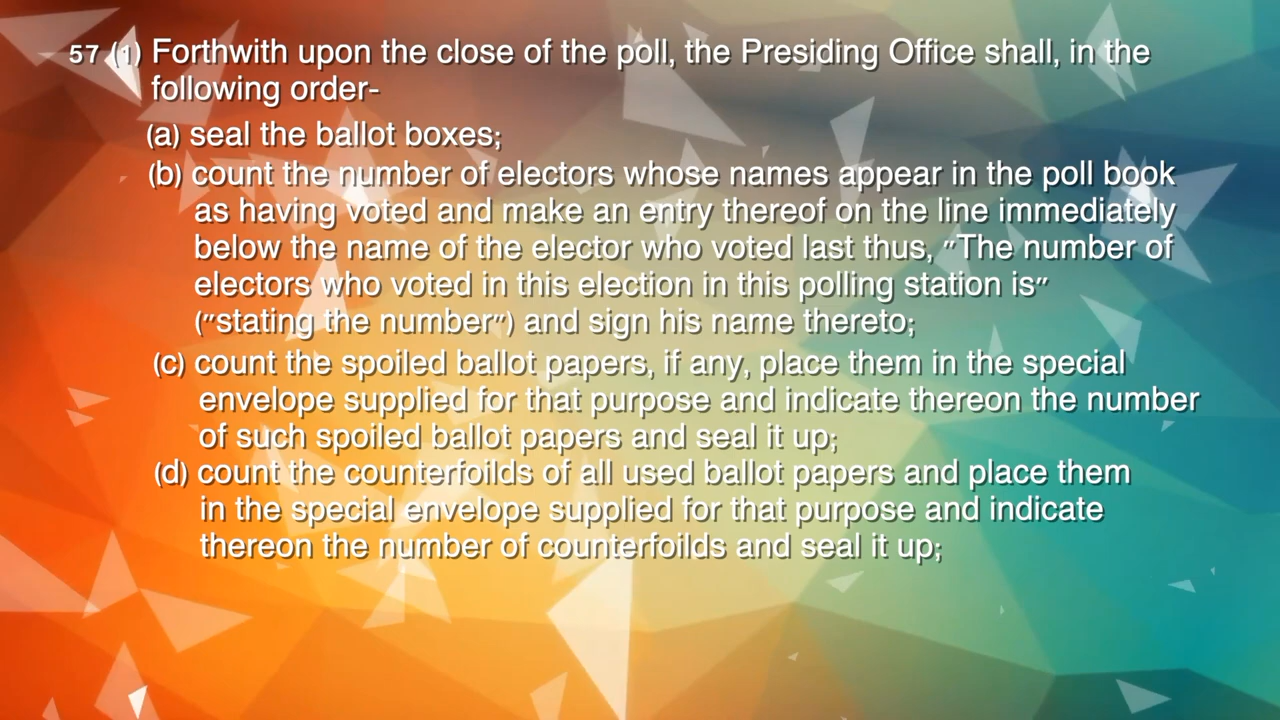 57 (1) Forthwith upon the close of the poll, the Presiding Office shall, in the
following order-
(a) seal the ballot boxes;
(b) count the number of electors whose names appear in the poll book
as having voted and make an entry thereof on the line immediately
below the name of the elector who voted last thus, "The number of
electors who voted in this election in this polling station is"
("stating the number") and sign his name thereto;
(c) count the spoiled ballot papers, if any, place them in the special
envelope supplied for that purpose and indicate thereon the number
of such spoiled ballot papers and seal it up;
(d) count the counterfoilds of all used ballot papers and place them
in the special envelope supplied for that purpose and indicate
thereon the number of counterfoilds and seal it up;